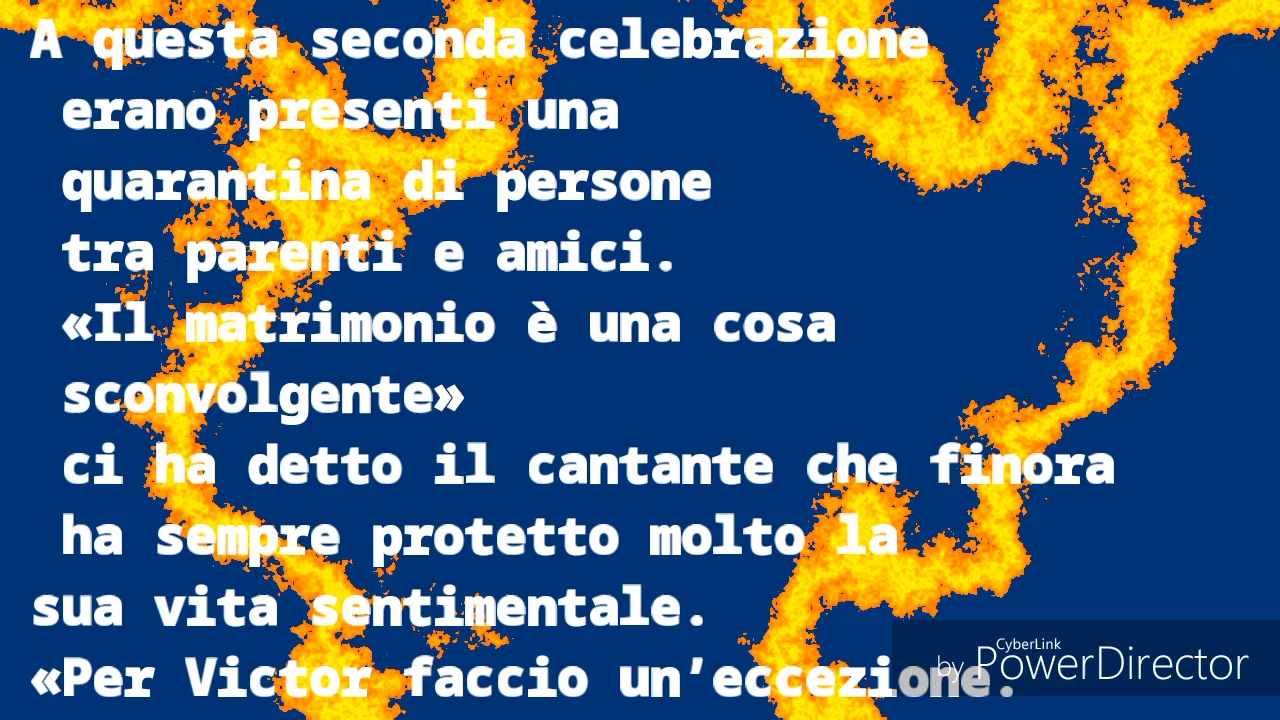 A questa seconda celebrazione
erano presenti una
quarantina di persone
tra parenti e amici.
«Il matrimonio è una cosa
sconvolgente»
ci ha detto il cantante che finora
ha sempre protetto molto la
sua vita sentimentale.
«Per Victor faccio un’eccezione.
by CyberLink PowerDirector